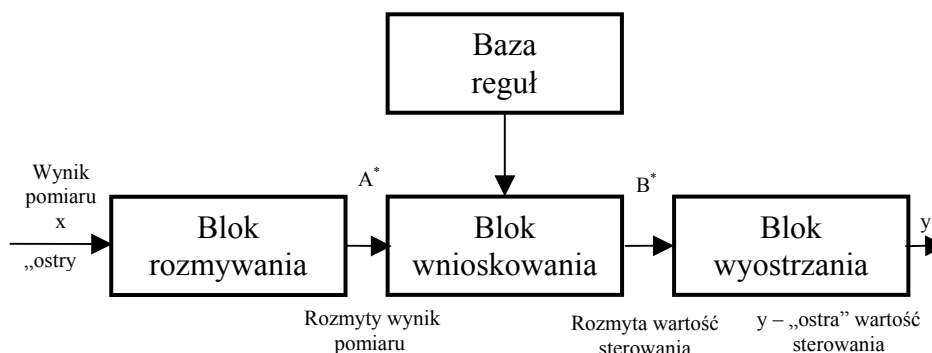 Baza
reguł
Wynik
pomiaru
x
„ostry
A*
B*
y
Blok
rozmywania
Blok
wnioskowania
Blok
wyostrzania
Rozmyty wynik
pomiaru
Rozmyta wartość
sterowania
y – „ostra” wartość
sterowania